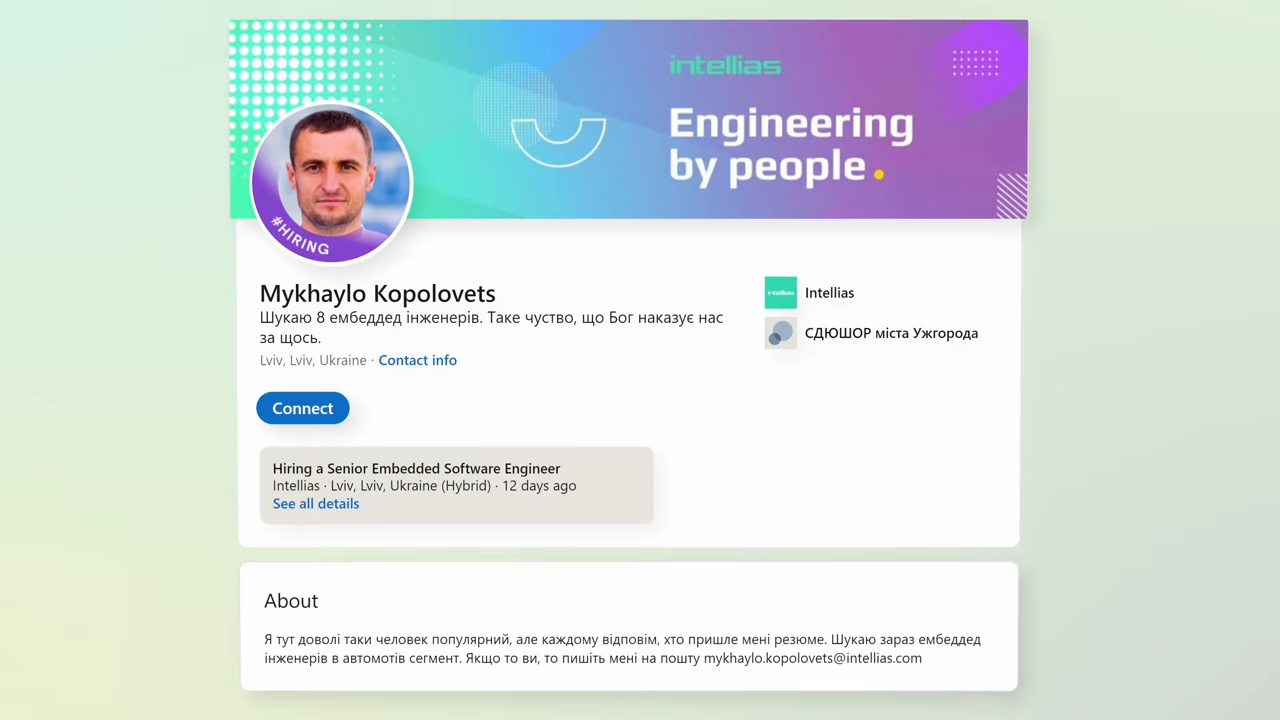 intellias
Engineering
by people.
#HIRING
Mykhaylo Kopolovets
Шукаю 8 ембеддед інженерів. Таке чуство, що Бог наказує нас
за щось.
Lviv, Lviv, Ukraine · Contact info
intellias
Intellias
СДЮШОР міста Ужгорода
Connect
Hiring a Senior Embedded Software Engineer
Intellias · Lviv, Lviv, Ukraine (Hybrid) · 12 days ago
See all details
About
Я тут доволі таки человек популярний, але каждому відповім, хто пришле мені резюме. Шукаю зараз ембеддед
інженерів в автомотів сегмент. Якщо то ви, то пишіть мені на пошту mykhaylo.kopolovets@intellias.com